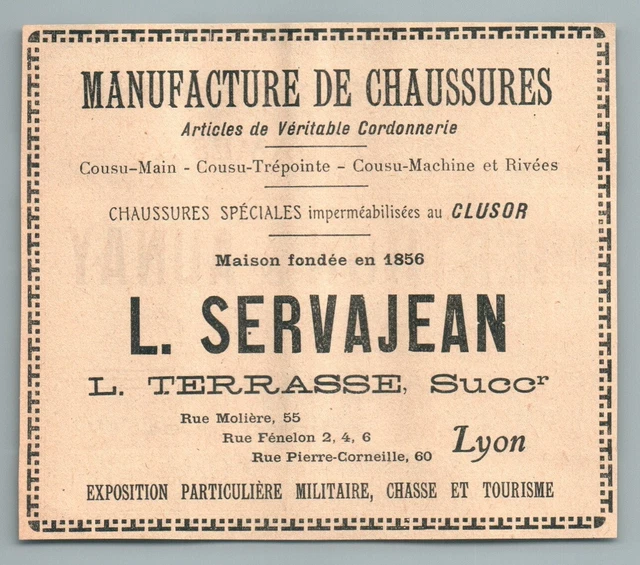 MANUFACTURE DE CHAUSSURES
Articles de Véritable Cordonnerie
Cousu-Main - Cousu-Trépointe - Cousu-Machine et Rivées
CHAUSSURES SPÉCIALES imperméabilisées au CLUSOR
Maison fondée en 1856
L. SERVAJEAN
L. TERRASSE, Succr
Rue Molière, 55
Rue Fénelon 2, 4, 6
Rue Pierre-Corneille, 60
Lyon
EXPOSITION PARTICULIÈRE MILITAIRE, CHASSE ET TOURISME